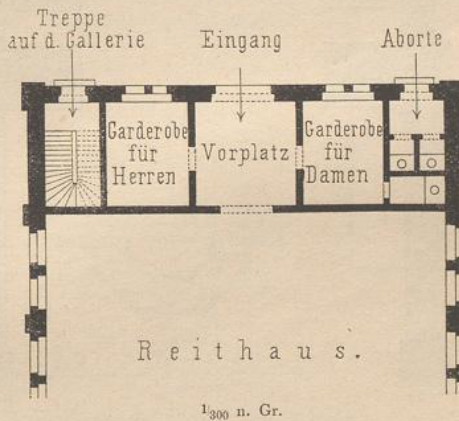 Treppe
auf d. Gallerie
Eingang
Aborte
Garderobe
für
Herren
Vorplatz
Garderobe
für
Damen
Reithaus.
1/300 n. Gr.